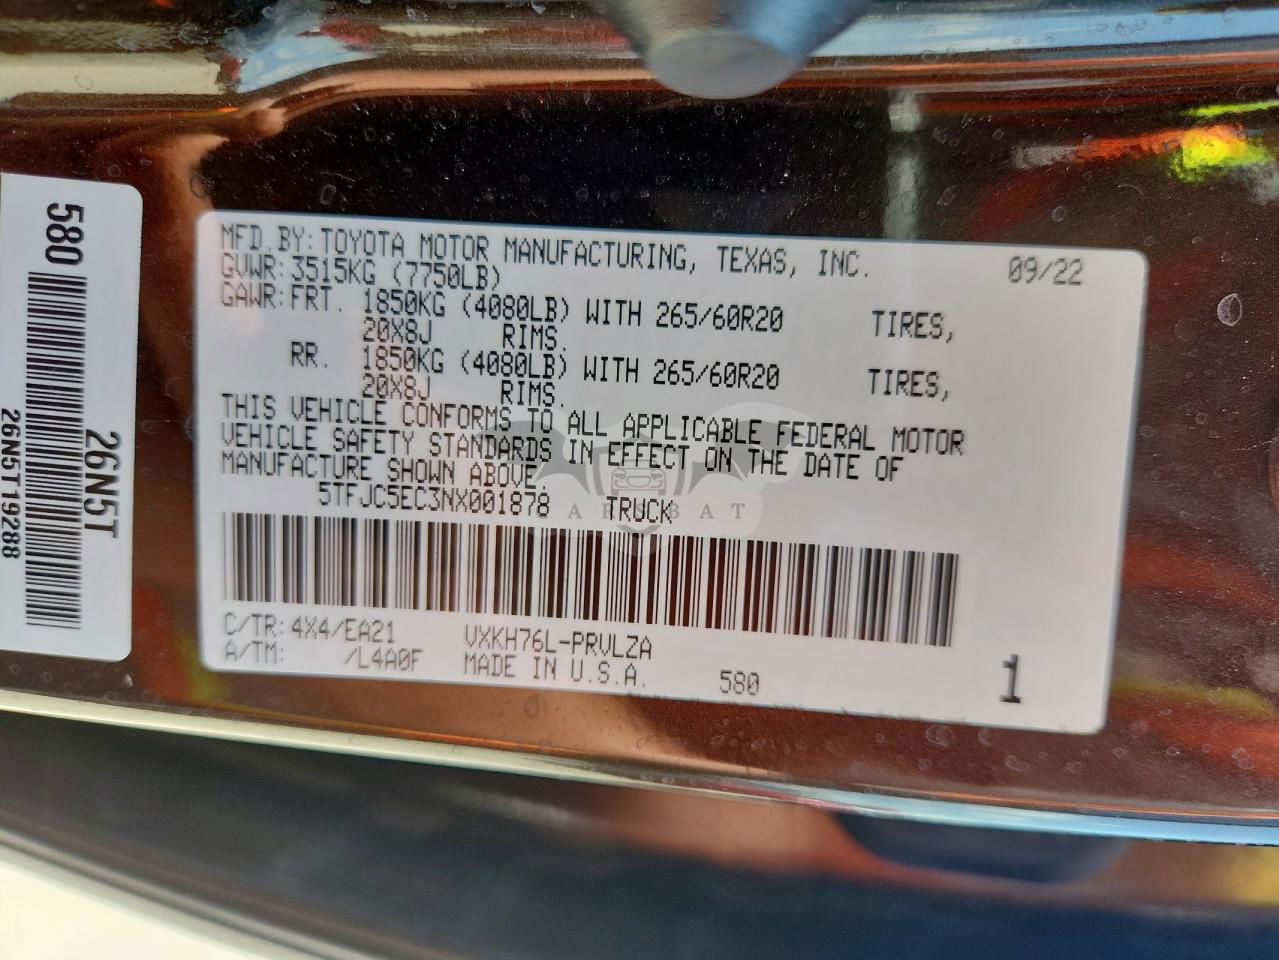 580
26N5T
26N5T19288
MFD.BY:TOYOTA MOTOR MANUFACTURING, TEXAS, INC. 09/22
GVWR:3515KG (7750LB)
GAWR:FRT. 1850KG (4080LB) WITH 265/60R20 TIRES,
20X8J RIMS.
RR. 1850KG (4080LB) WITH 265/60R20 TIRES,
20X8J RIMS.
THIS VEHICLE CONFORMS TO ALL APPLICABLE FEDERAL MOTOR
VEHICLE SAFETY STANDARDS IN EFFECT ON THE DATE OF
MANUFACTURE SHOWN ABOVE.
5TFJC5EC3NX001878 TRUCK
CARSBAT
C/TR:4X4/EA21 VXKH76L-PRVLZA
A/TM: /L4A0F MADE IN U.S.A. 580 1